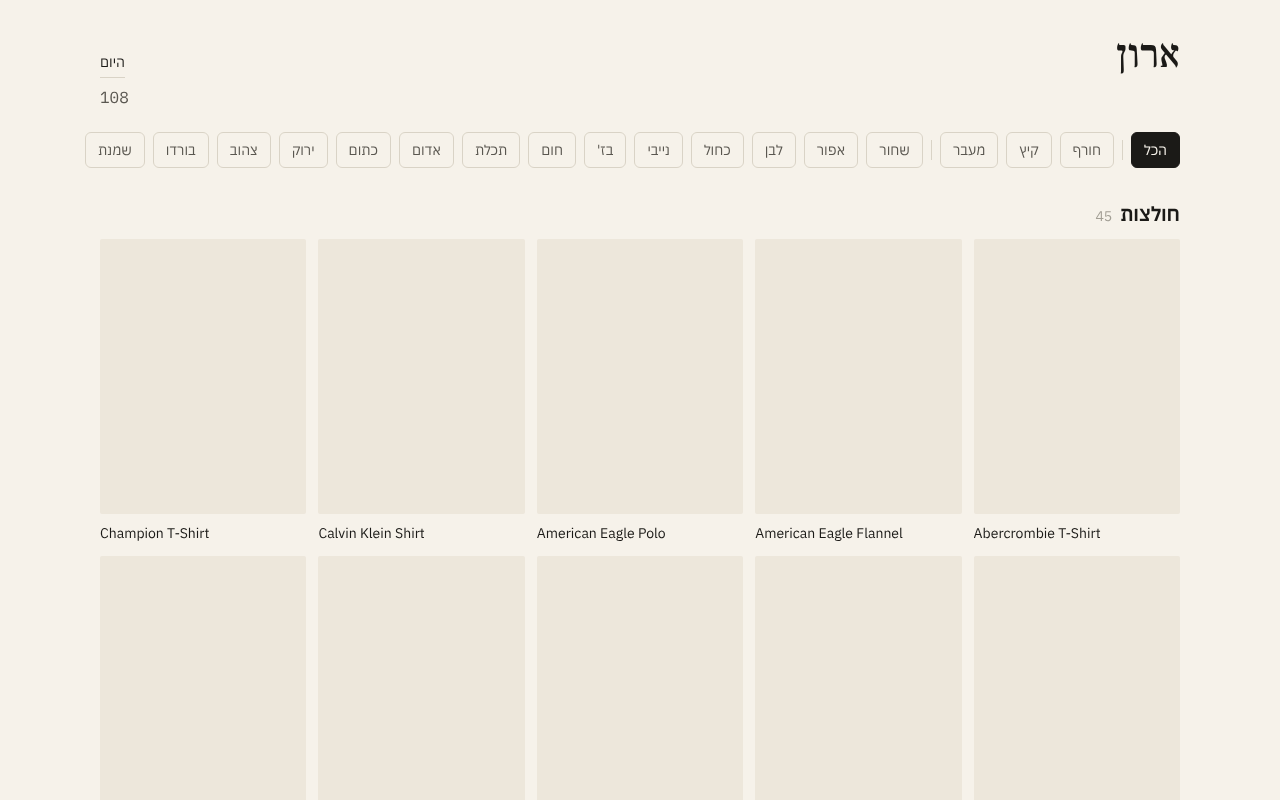 ארון
היום
108
הכל חורף קיץ מעבר שחור אפור לבן כחול נייבי בז' חום תכלת אדום כתום ירוק צהוב בורדו שמנת
חולצות 45
Abercrombie T-Shirt
American Eagle Flannel
American Eagle Polo
Calvin Klein Shirt
Champion T-Shirt